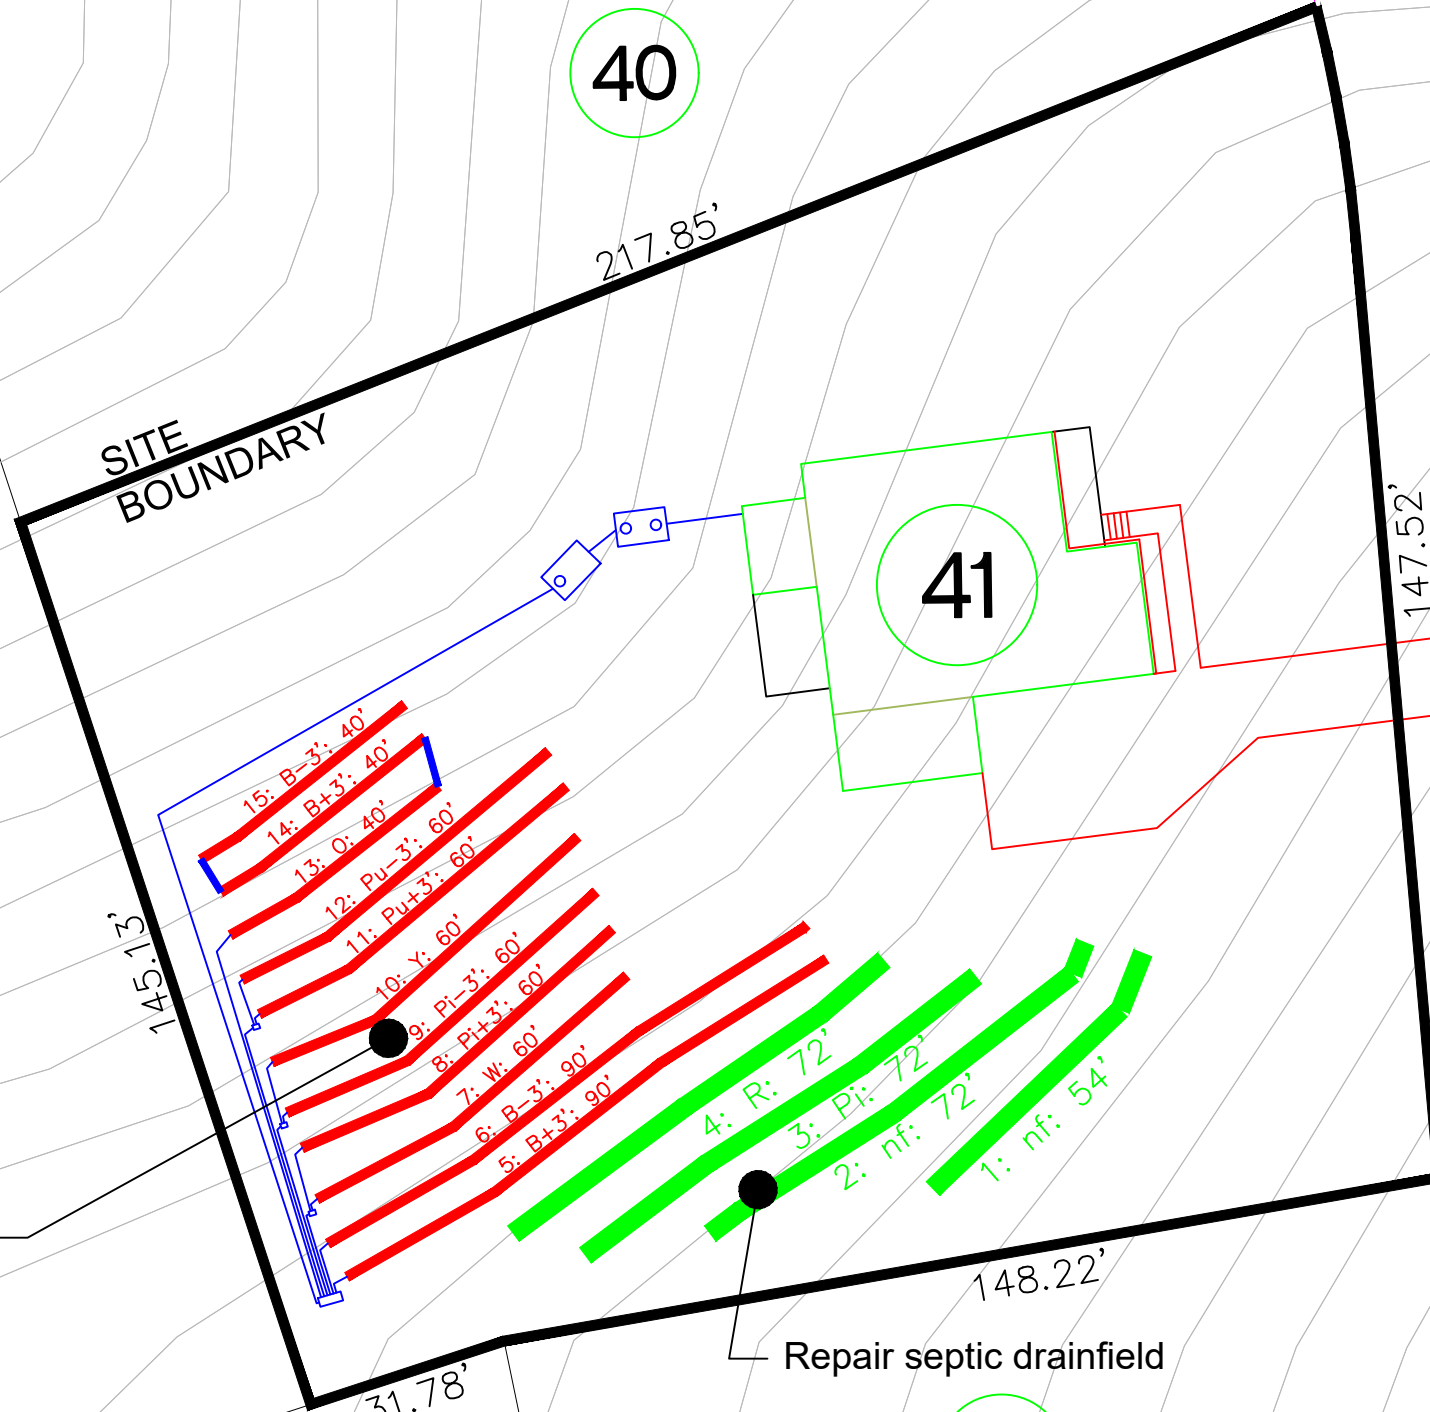 40
217.85’
SITE
BOUNDARY
41
147.52’
15: B–3’: 40’
14: B+3’: 40’
13: O: 40’
12: Pu–3’: 60’
11: Pu+3’: 60’
10: Y: 60’
9: Pi–3’: 60’
8: Pi+3’: 60’
7: W: 60’
6: B–3’: 90’
5: B+3’: 90’
145.13’
4: R: 72’
3: Pi: 72’
2: nf: 72’
1: nf: 54’
148.22’
Repair septic drainfield
31.78’